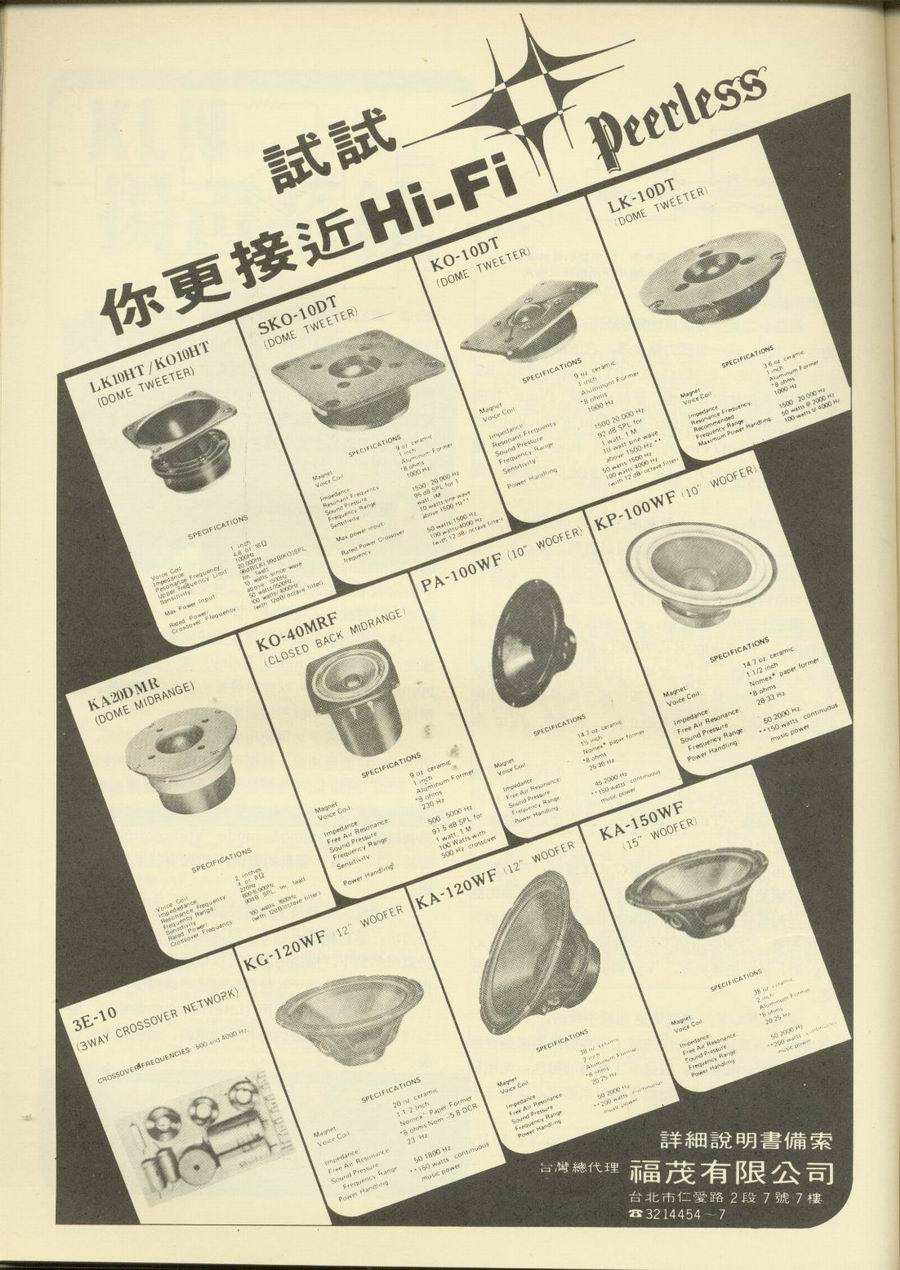 試試
Peerless
你更接近Hi-Fi
LK10HT/KO10HT
(DOME TWEETER)
SPECIFICATIONS
Voice Coil: 1 inch
Impedance: 4.8 or 16Ω
Resonance Frequency: 1000Hz
Upper Frequency Limit: 20,000Hz
Sensitivity:
Max Power Input:
above 1500Hz
Rated Power/ 50 watts/1500Hz,
Crossover Frequency 100 watts/4000Hz
(with 12dB/octave filter)
SKO-10DT
(DOME TWEETER)
SPECIFICATIONS
Magnet 9 oz. ceramic
Voice Coil 1 inch
Aluminum Former
Impedance *8 ohms
Resonant Frequency 1000 Hz
Sound Pressure
Frequency Range 1500-20,000 Hz
Sensitivity 95 dB SPL for 1
watt, 1M
Max power input 10 watts sine wave
above 1500 Hz**
Rated Power Crossover 50 watts/1500 Hz,
frequency 100 watts/4000 Hz
(with 12 dB/octave filter)
KO-10DT
(DOME TWEETER)
SPECIFICATIONS
Magnet 9 oz. ceramic
Voice Coil 1 inch
Aluminum Former
Impedance *8 ohms
Resonant Frequency 1000 Hz
Sound Pressure
Frequency Range 1500-20,000 Hz
Sensitivity 92 dB SPL for
1 watt, 1 M
Power Handling 10 watt sine wave
above 1500 Hz**
50 watts/1500 Hz
100 watts 4000 Hz
(with 12 dB/octave filter)
LK-10DT
(DOME TWEETER)
SPECIFICATIONS
Magnet 3.6 oz. ceramic
Voice Coil 1 inch
Aluminum Former
Impedance *8 ohms
Resonance Frequency 1000 Hz
Recommended
Frequency Range 1500-20,000 Hz
Maximum Power Handling 50 watts @ 2000 Hz
100 watts @ 4000 Hz
KA20DMR
(DOME MIDRANGE)
SPECIFICATIONS
Voice Coil 2 inches
Impedance 4 or 8Ω
Resonance Frequency 270Hz
Frequency Range:
Sensitivity 90dB SPL, 1m, 1watt
Rated Power/ 100 watts
Crossover Frequency (with 12dB/octave filter)
KO-40MRF
(CLOSED BACK MIDRANGE)
SPECIFICATIONS
Magnet 9 oz. ceramic
Voice Coil 1 inch
Aluminum Former
Impedance *8 ohms
Free Air Resonance 230 Hz
Sound Pressure
Frequency Range 500-5000 Hz
Sensitivity 91.5 dB SPL for
1 watt, 1 M
Power Handling 100 Watts with
500 Hz crossover
PA-100WF (10" WOOFER)
SPECIFICATIONS
Magnet 14.7 oz. ceramic
Voice Coil
Nomex* paper former
Impedance *8 ohms
Free Air Resonance 25-30 Hz
Sound Pressure
Frequency Range 45-2000 Hz
Power Handling **150 watts continuous
music power
KP-100WF (10" WOOFER)
SPECIFICATIONS
Magnet: 14.7 oz. ceramic
Voice Coil: 1 1/2 inch
Nomex* paper former
Impedance *8 ohms
Free Air Resonance: 28-33 Hz.
Sound Pressure
Frequency Range 50-2000 Hz.
Power Handling: **150 watts continuous
music power
3E-10
(3WAY CROSSOVER NETWORK)
CROSSOVER FREQUENCIES: 500 and 4000 Hz.
KG-120WF (12" WOOFER)
SPECIFICATIONS
Magnet 20 oz. ceramic
Voice Coil 1-1-2 Inch
Nomex* Paper Former
Impedance *8 ohms Nom.-5.8 DCR
Free Air Resonance 23 Hz
Sound Pressure
Frequency Range 50-1800 Hz
Power Handling **150 watts continuous
music power
KA-120WF (12" WOOFER
SPECIFICATIONS
Magnet 38 oz. ceramic
Voice Coil 2 inch
Aluminum Former
Impedance *8 ohms
Free Air Resonance 20-25 Hz
Sound Pressure
Frequency Range 50-2000 Hz
Power Handling **200 watts continuous
music power
KA-150WF
(15" WOOFER)
SPECIFICATIONS
Magnet 38 oz. ceramic
Voice Coil 2 inch
Aluminum Former
Impedance *8 ohms
Free Air Resonance 20-25 Hz
Sound Pressure
Frequency Range 50-2000 Hz
Power Handling **200 watts continuous
music power
詳細說明書備索
台灣總代理 福茂有限公司
台北市仁愛路2段7號7樓
☎3214454～7